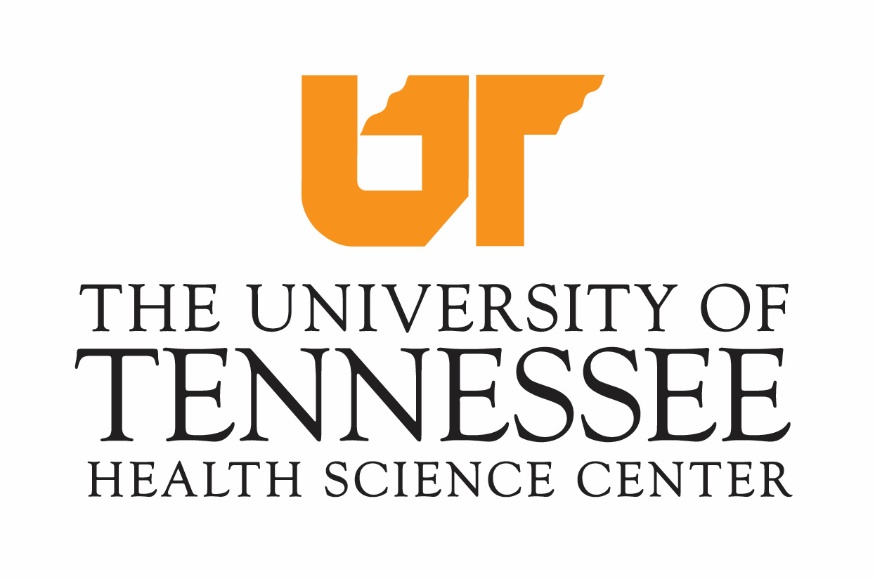 UT
THE UNIVERSITY OF
TENNESSEE
HEALTH SCIENCE CENTER